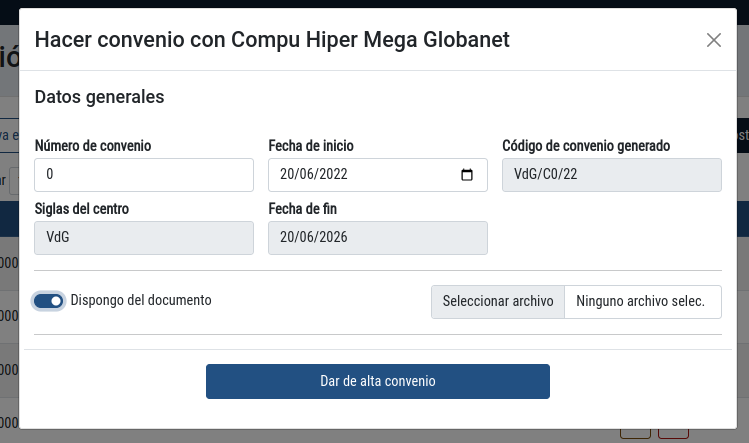 Hacer convenio con Compu Hiper Mega Globanet
Datos generales
Número de convenio
Fecha de inicio
Código de convenio generado
0
20/06/2022
VdG/C0/22
Siglas del centro
Fecha de fin
VdG
20/06/2026
Dispongo del documento
Seleccionar archivo
Ninguno archivo selec.
Dar de alta convenio